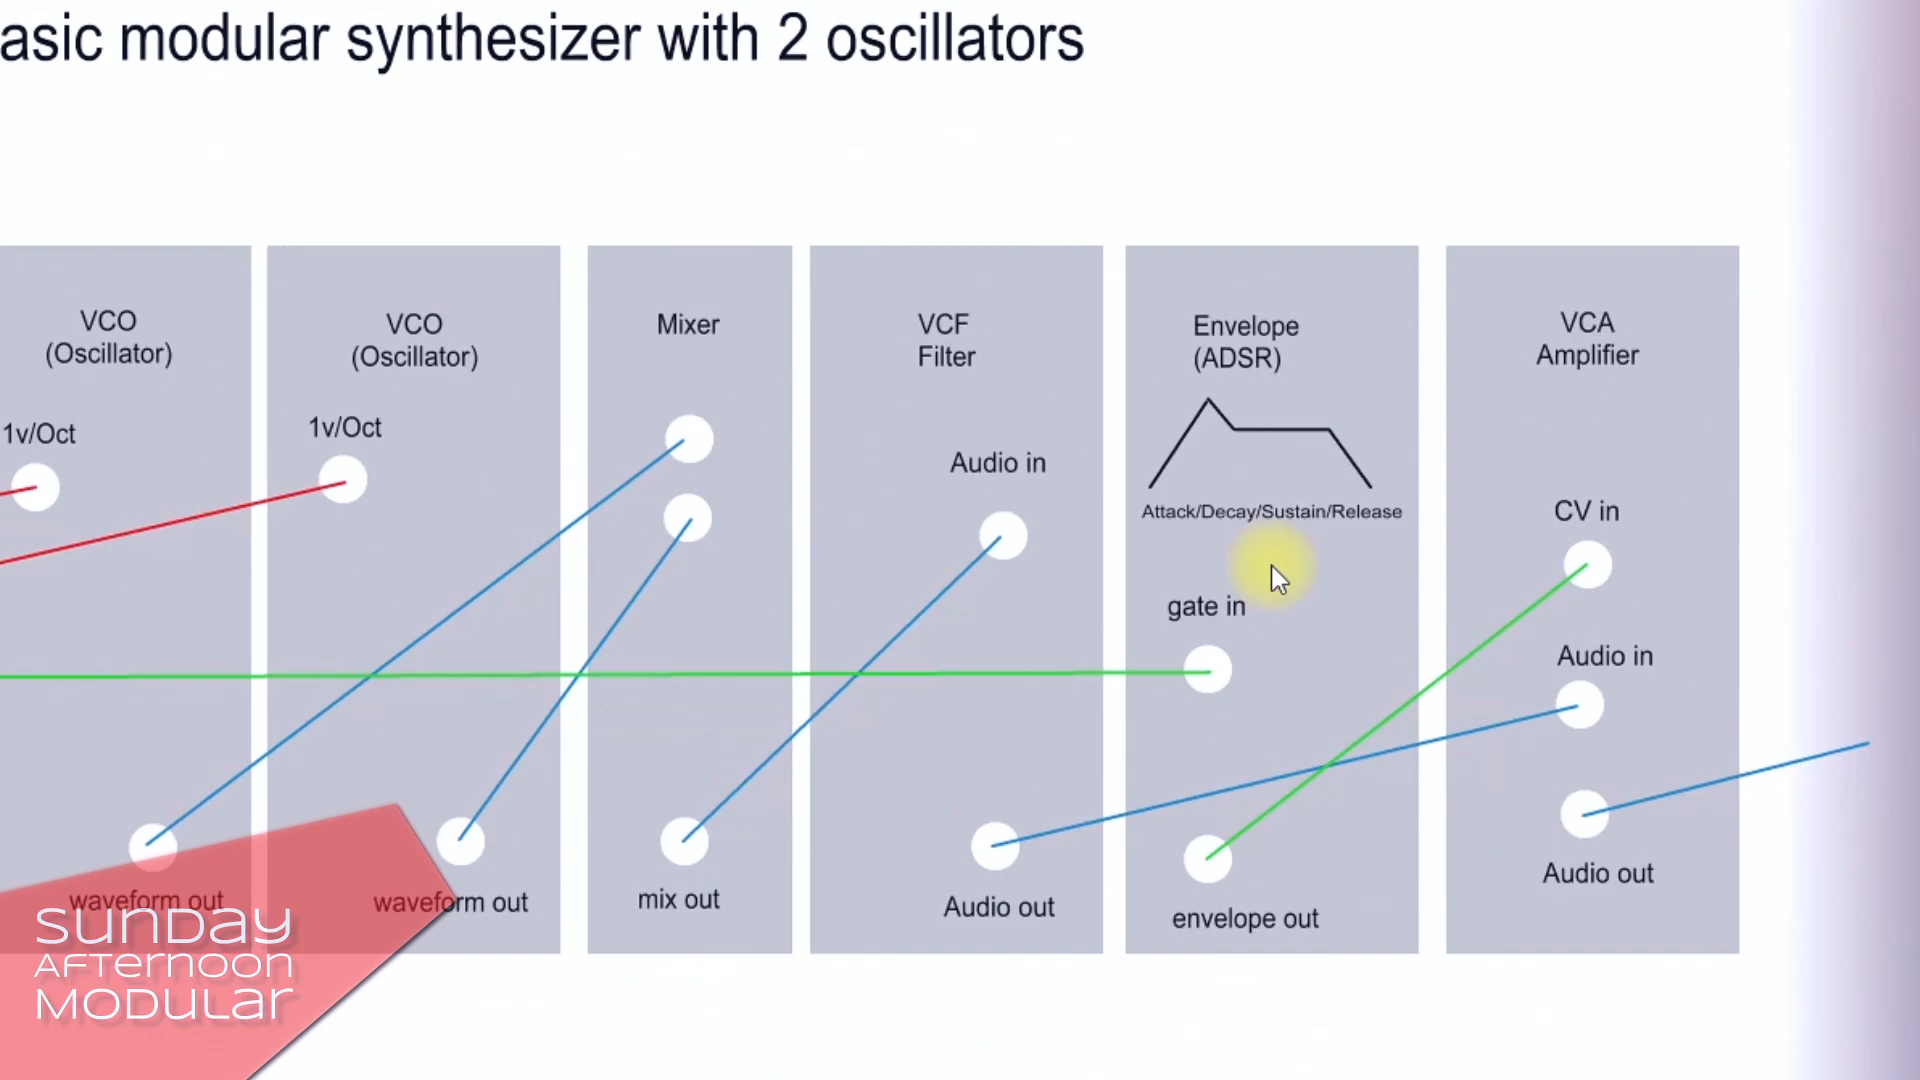 asic modular synthesizer with 2 oscillators
VCO
(Oscillator)
1v/Oct
waveform out
VCO
(Oscillator)
1v/Oct
waveform out
Mixer
mix out
VCF
Filter
Audio in
Audio out
Envelope
(ADSR)
Attack/Decay/Sustain/Release
gate in
envelope out
VCA
Amplifier
CV in
Audio in
Audio out
Sunday
Afternoon
Modular